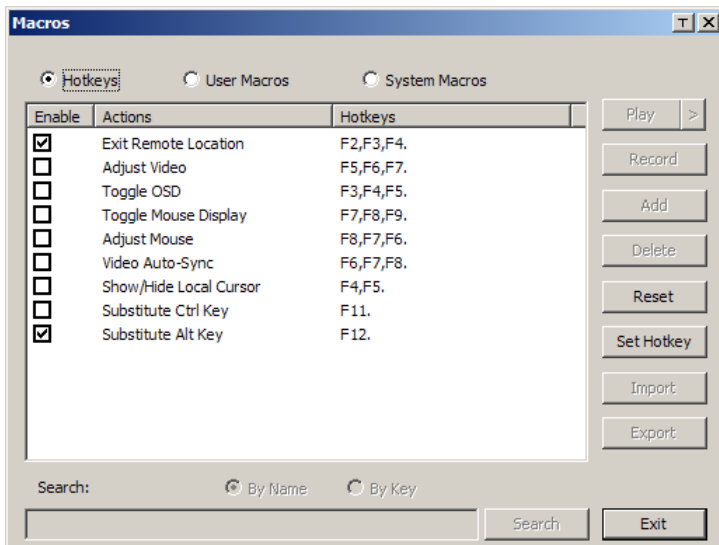 Macros
Hotkeys User Macros System Macros
Enable Actions Hotkeys
Exit Remote Location F2,F3,F4.
Adjust Video F5,F6,F7.
Toggle OSD F3,F4,F5.
Toggle Mouse Display F7,F8,F9.
Adjust Mouse F8,F7,F6.
Video Auto-Sync F6,F7,F8.
Show/Hide Local Cursor F4,F5.
Substitute Ctrl Key F11.
Substitute Alt Key F12.
Play >
Record
Add
Delete
Reset
Set Hotkey
Import
Export
Search: By Name By Key
Search Exit